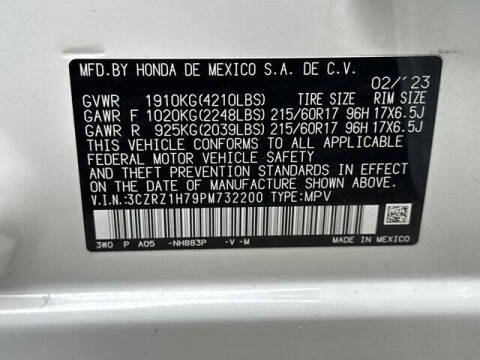 MFD.BY HONDA DE MEXICO S.A. DE C.V.
02/'23
GVWR 1910KG(4210LBS) TIRE SIZE RIM SIZE
GAWR F 1020KG(2248LBS) 215/60R17 96H 17X6.5J
GAWR R 925KG(2039LBS) 215/60R17 96H 17X6.5J
THIS VEHICLE CONFORMS TO ALL APPLICABLE
FEDERAL MOTOR VEHICLE SAFETY
AND THEFT PREVENTION STANDARDS IN EFFECT
ON THE DATE OF MANUFACTURE SHOWN ABOVE.
V.I.N.:3CZRZ1H79PM732200 TYPE:MPV
3W0 P A05 -NH883P -V -M MADE IN MEXICO